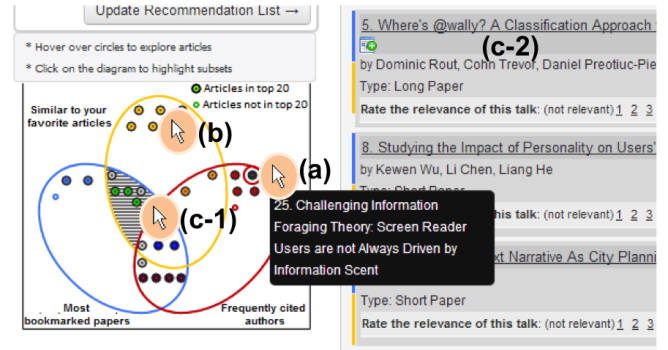 Update Recommendation List →
* Hover over circles to explore articles
* Click on the diagram to highlight subsets
Articles in top 20
Articles not in top 20
Similar to your
favorite articles
(b)
(a)
(c-1)
25. Challenging Information
Foraging Theory: Screen Reader
Users are not Always Driven by
Information Scent
Most
bookmarked papers
Frequently cited
authors
5. Where's @wally? A Classification Approach
(c-2)
by Dominic Rout, Trevor, Daniel Preotiuc-Pie
Type: Long Paper
Rate the relevance of this talk: (not relevant) 1 2 3
8. Studying the Impact of Personality on Users'
by Kewen Wu, Li Chen, Liang He
his talk: (not relevant) 1 2 3
xt Narrative As City Planni
Type: Short Paper
Rate the relevance of this talk: (not relevant) 1 2 3